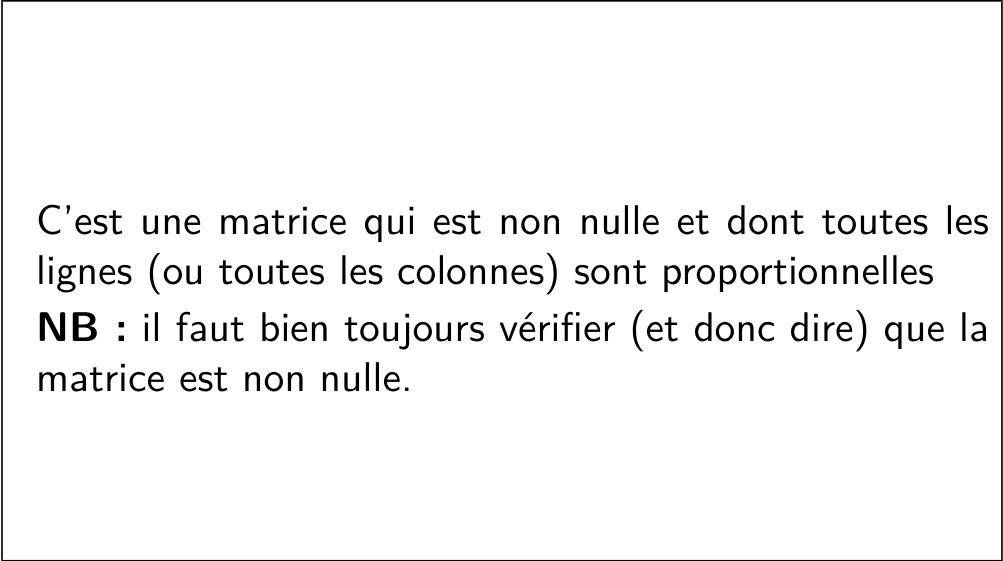 C'est une matrice qui est non nulle et dont toutes les
lignes (ou toutes les colonnes) sont proportionnelles
NB : il faut bien toujours vérifier (et donc dire) que la
matrice est non nulle.